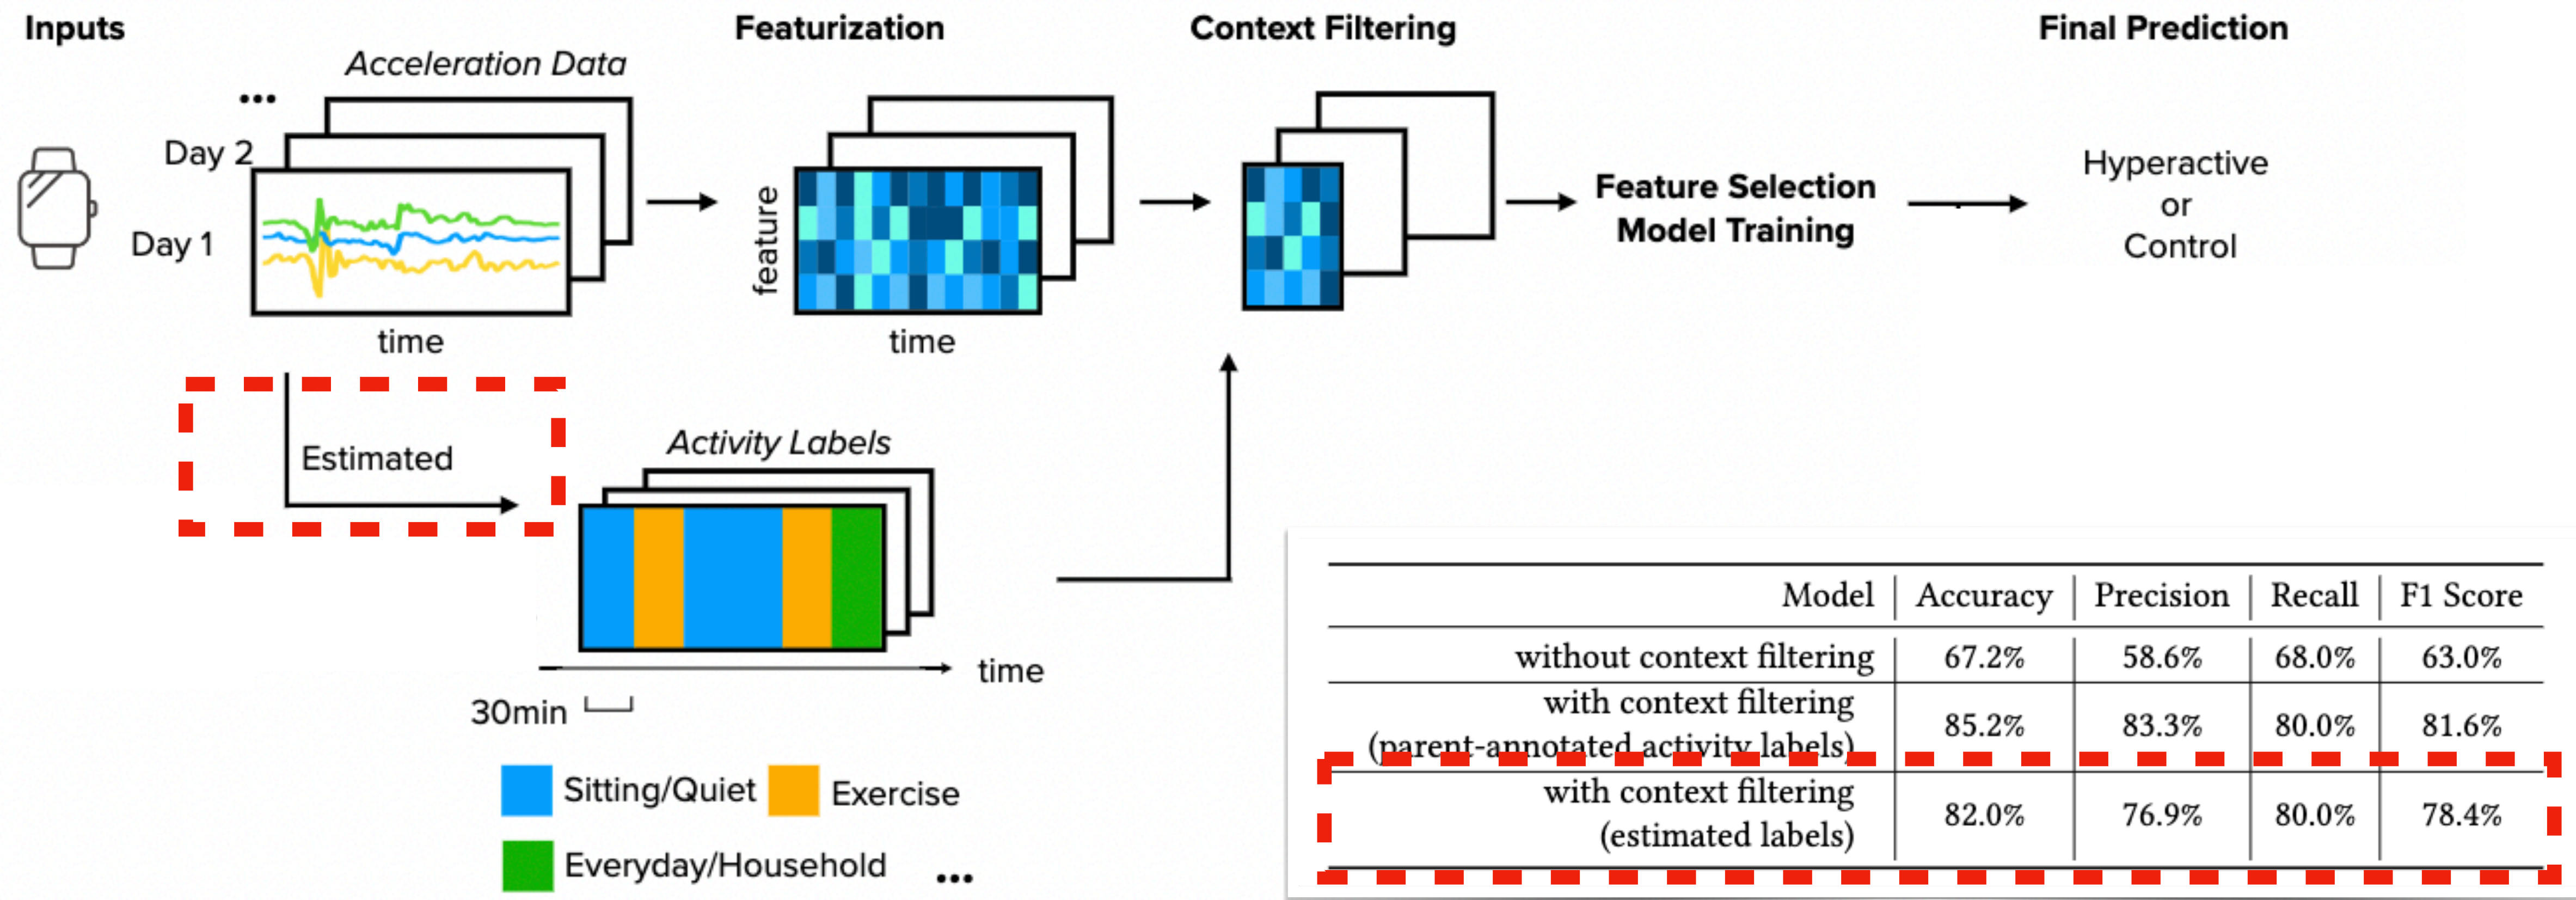 Inputs
Featurization
Context Filtering
Final Prediction
Acceleration Data
...
Day 2
Day 1
time
feature
time
Feature Selection
Model Training
Hyperactive
or
Control
Estimated
Activity Labels
time
30min
Sitting/Quiet
Exercise
Everyday/Household
...
Model Accuracy Precision Recall F1 Score
without context filtering 67.2% 58.6% 68.0% 63.0%
with context filtering
(parent-annotated activity labels) 85.2% 83.3% 80.0% 81.6%
with context filtering
(estimated labels) 82.0% 76.9% 80.0% 78.4%